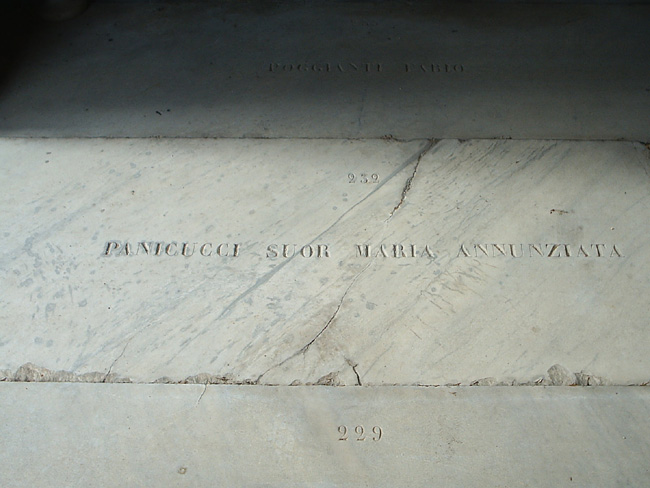 POGGIANTI FABIO
232
PANICUCCI SUOR MARIA ANNUNZIATA
229